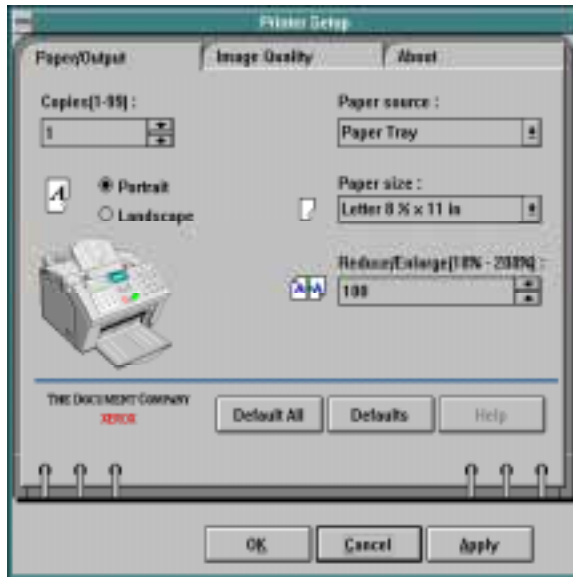 Printer Setup
Paper/Output
Image Quality
About
Copies(1-99) :
1
Paper source :
Paper Tray
A
Portrait
Landscape
Paper size :
Letter 8 ½ x 11 in
Reduce/Enlarge(10% - 200%) :
A A
100
THE DOCUMENT COMPANY
XEROX
Default All
Defaults
Help
OK
Cancel
Apply